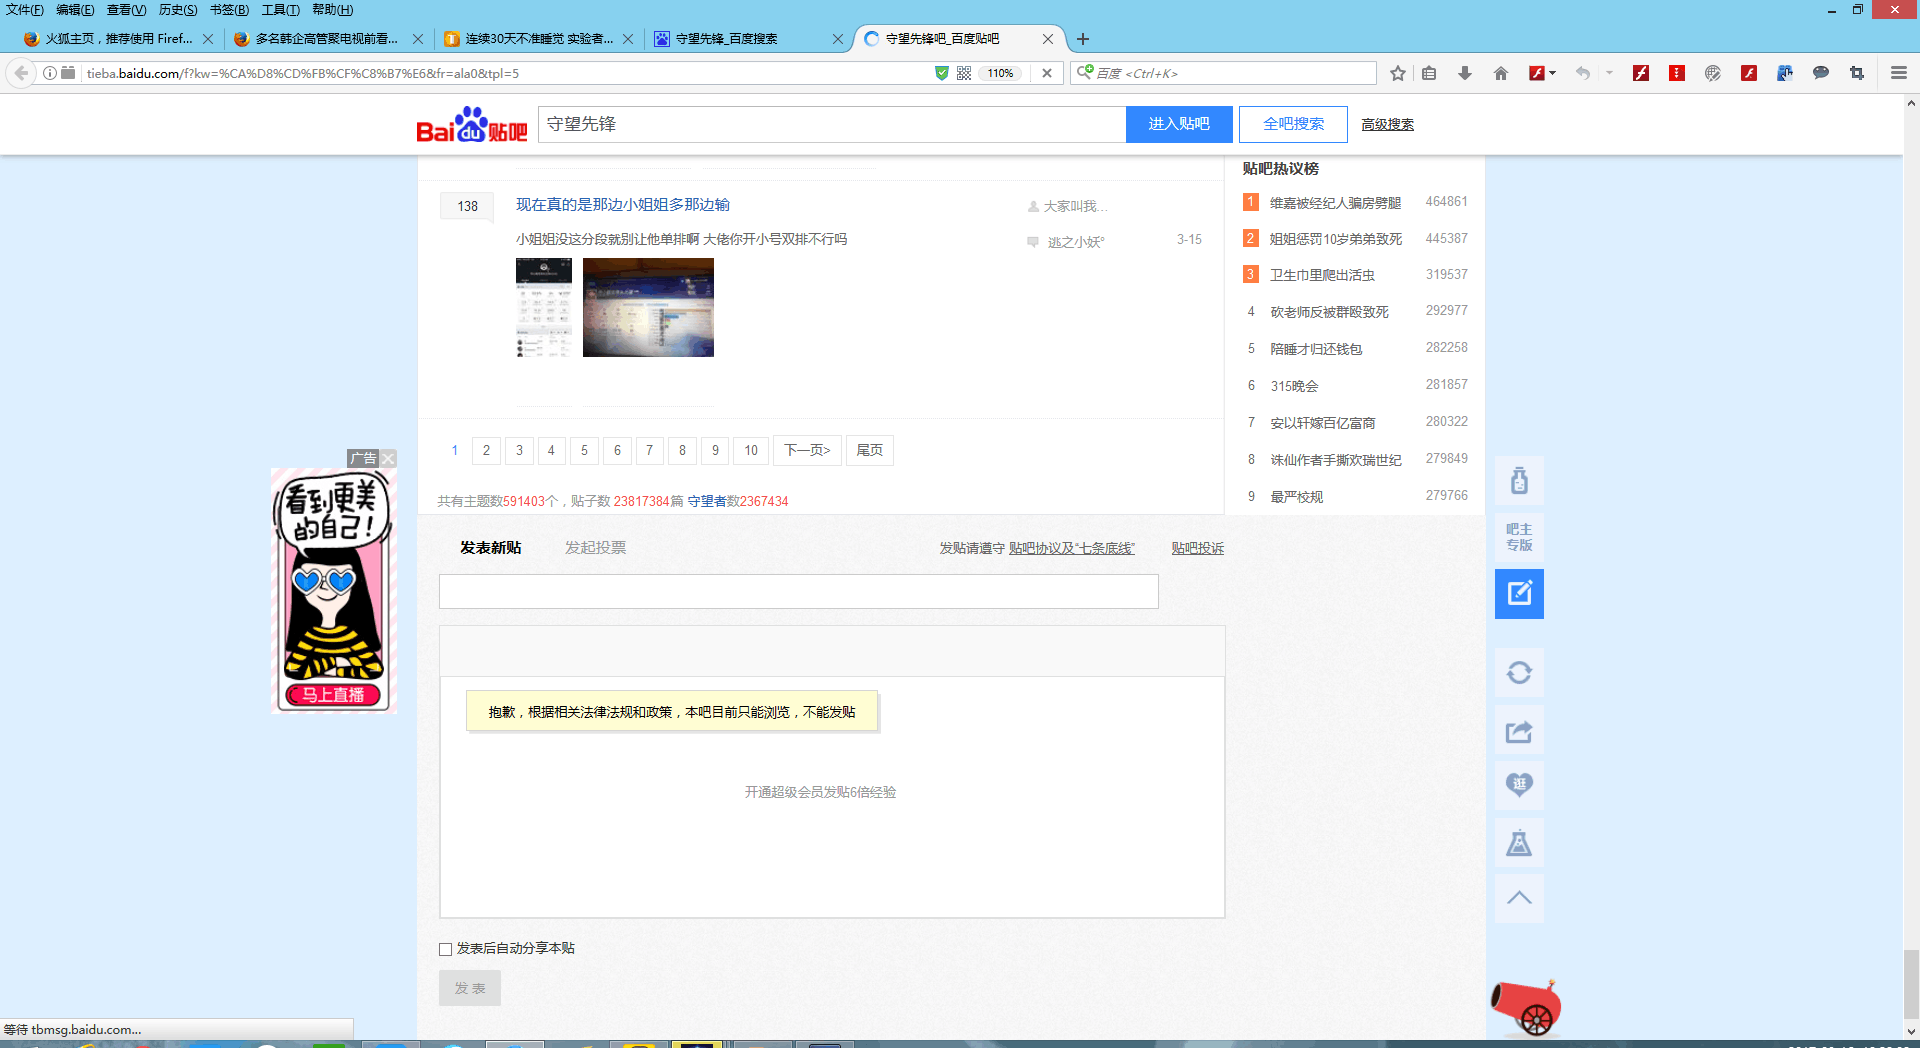 文件(F) 编辑(E) 查看(V) 历史(S) 书签(B) 工具(T) 帮助(H)
火狐主页，推荐使用 Firef... 多名韩企高管聚电视前看... 连续30天不准睡觉 实验者... 守望先锋_百度搜索 守望先锋吧_百度贴吧
tieba.baidu.com/f?kw=%CA%D8%CD%FB%CF%C8%B7%E6&fr=ala0&tpl=5 110% 百度 <Ctrl+K>
Baidu贴吧 守望先锋 进入贴吧 全吧搜索 高级搜索
138 现在真的是那边小姐姐多那边输 大家叫我...
小姐姐没这分段就别让他单排啊 大佬你开小号双排不行吗 逃之小妖° 3-15
1 2 3 4 5 6 7 8 9 10 下一页> 尾页
共有主题数591403个，贴子数 23817384篇 守望者数2367434
贴吧热议榜
1 维嘉被经纪人骗房劈腿 464861
2 姐姐惩罚10岁弟弟致死 445387
3 卫生巾里爬出活虫 319537
4 砍老师反被群殴致死 292977
5 陪睡才归还钱包 282258
6 315晚会 281857
7 安以轩嫁百亿富商 280322
8 诛仙作者手撕欢瑞世纪 279849
9 最严校规 279766
广告
看到更美
的自己!
马上直播
吧主
专版
逛
发表新贴 发起投票 发贴请遵守 贴吧协议及“七条底线” 贴吧投诉
抱歉，根据相关法律法规和政策，本吧目前只能浏览，不能发贴
开通超级会员发贴6倍经验
发表后自动分享本贴
发 表
等待 tbmsg.baidu.com...